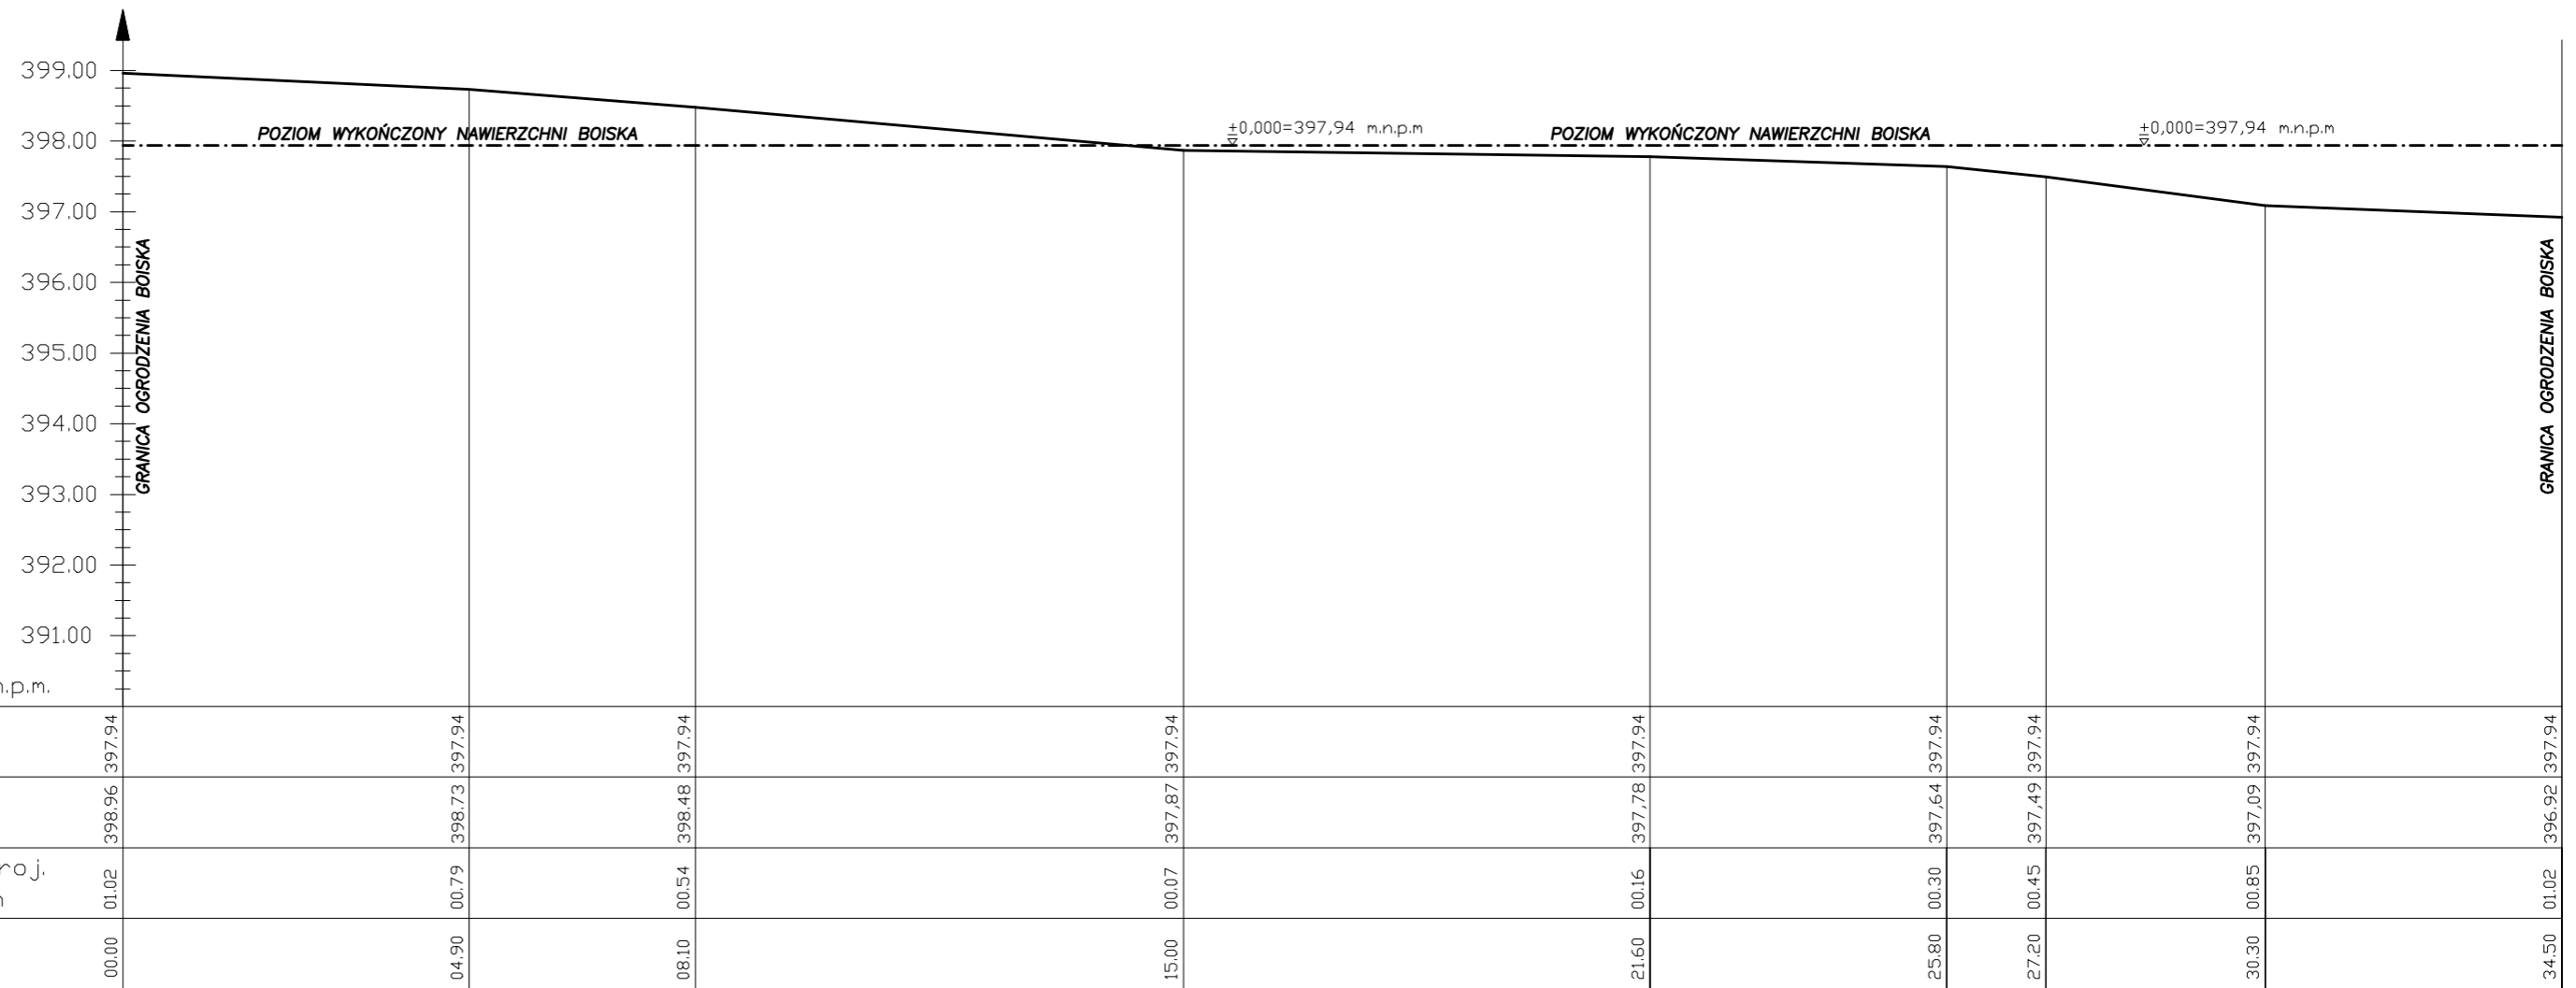 399.00
398.00
397.00
396.00
395.00
394.00
393.00
392.00
391.00
POZIOM WYKOŃCZONY NAWIERZCHNI BOISKA
±0,000=397,94 m.n.p.m
POZIOM WYKOŃCZONY NAWIERZCHNI BOISKA
±0,000=397,94 m.n.p.m
GRANICA OGRODZENIA BOISKA
GRANICA OGRODZENIA BOISKA
n.p.m.
397.94 397.94 397.94 397.94 397.94 397.94 397.94 397.94 397.94
398.96 398.73 398.48 397,87 397,78 397,64 397,49 397,09 396.92
roj.
01.02 00.79 00.54 00.07 00.16 00.30 00.45 00.85 01.02
00.00 04.90 08.10 15.00 21.60 25.80 27.20 30.30 34.50